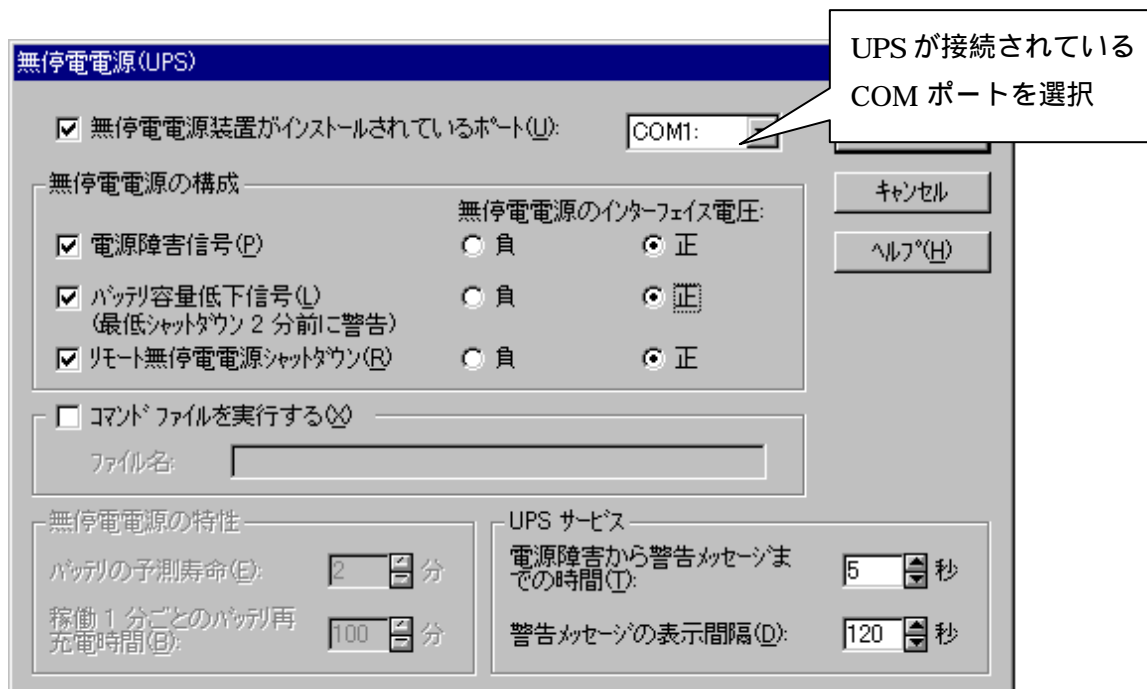 UPS が接続されている
COM ポートを選択
無停電電源(UPS)
無停電電源装置がインストールされているポート(U):
COM1:
無停電電源の構成
無停電電源のインターフェイス電圧:
キャンセル
電源障害信号(P)
負
正
ヘルプ(H)
バッテリ容量低下信号(L)
(最低シャットダウン 2 分前に警告)
負
正
リモート無停電電源シャットダウン(R)
負
正
コマンド ファイルを実行する(X)
ファイル名:
無停電電源の特性
バッテリの予測寿命(E):
2
分
稼働 1 分ごとのバッテリ再
充電時間(B):
100
分
UPS サービス
電源障害から警告メッセージま
での時間(T):
5
秒
警告メッセージの表示間隔(D):
120
秒